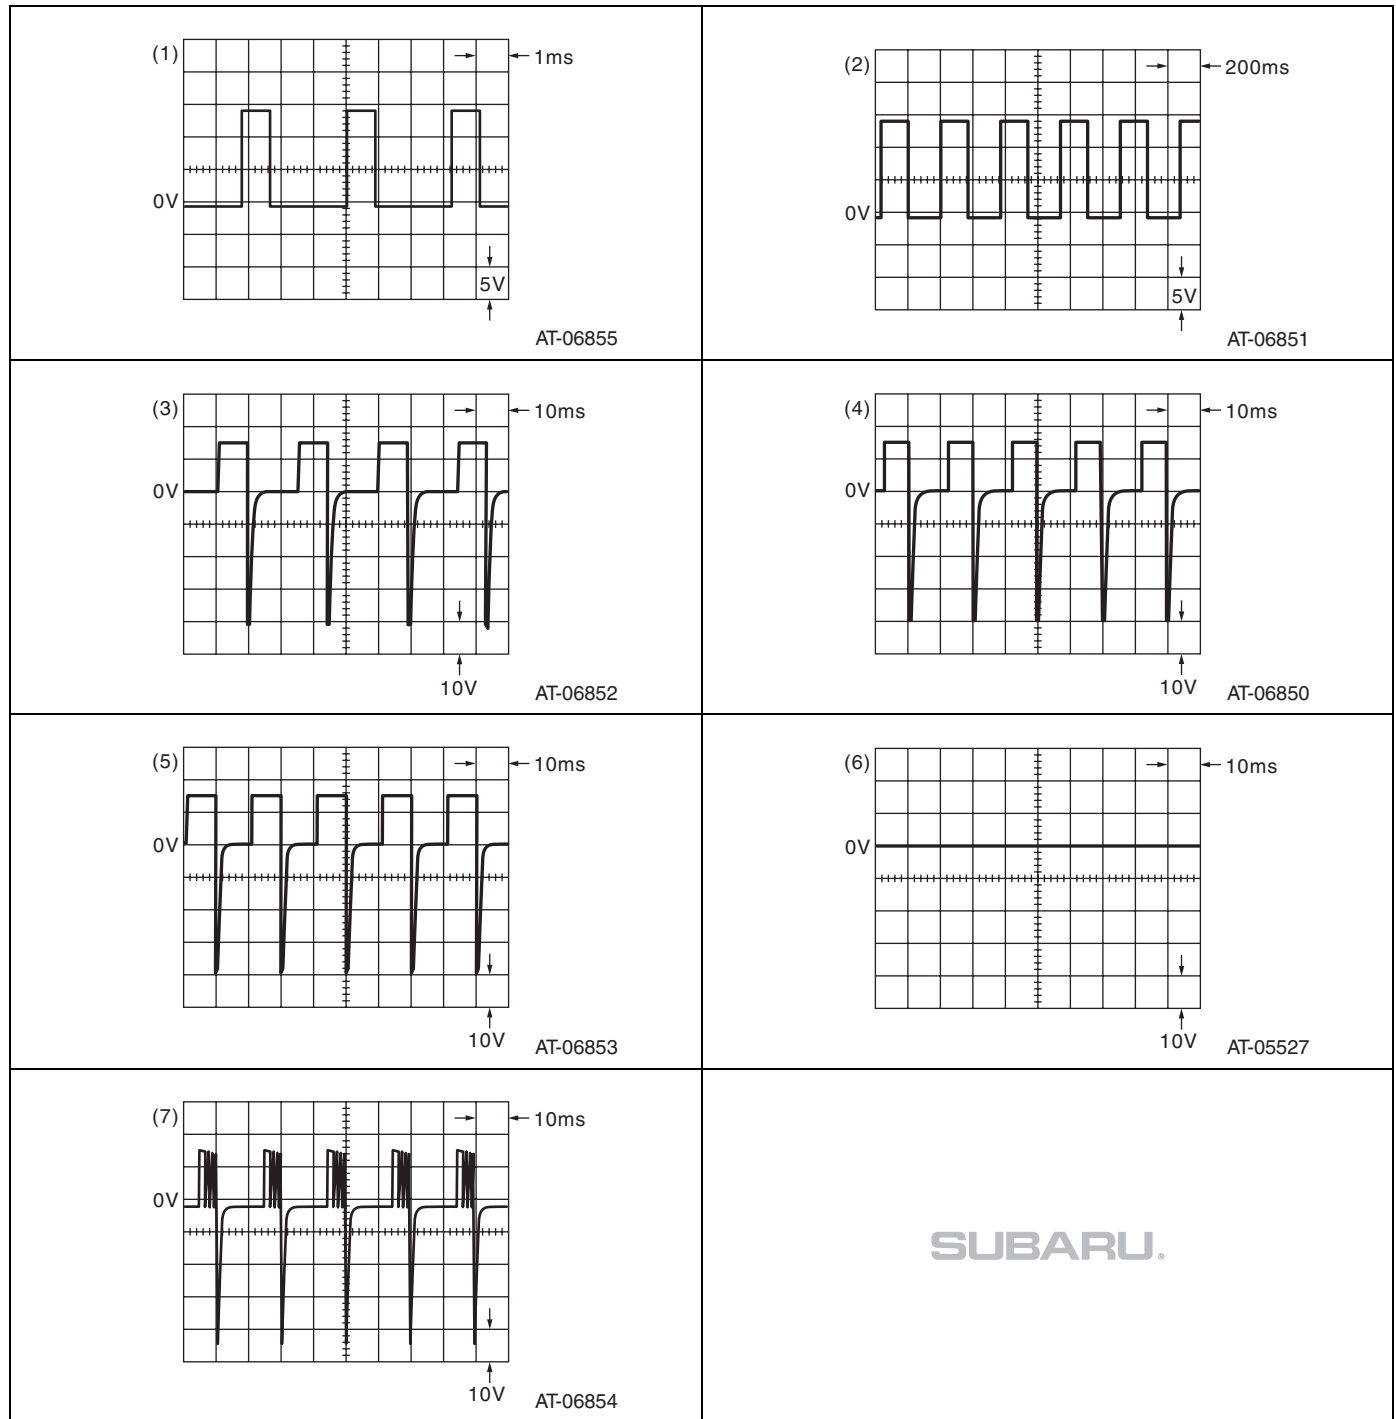 (1)
1ms
0V
5V
AT-06855
(2)
200ms
0V
5V
AT-06851
(3)
10ms
0V
10V
AT-06852
(4)
10ms
0V
10V
AT-06850
(5)
10ms
0V
10V
AT-06853
(6)
10ms
0V
10V
AT-05527
(7)
10ms
0V
10V
AT-06854
SUBARU®